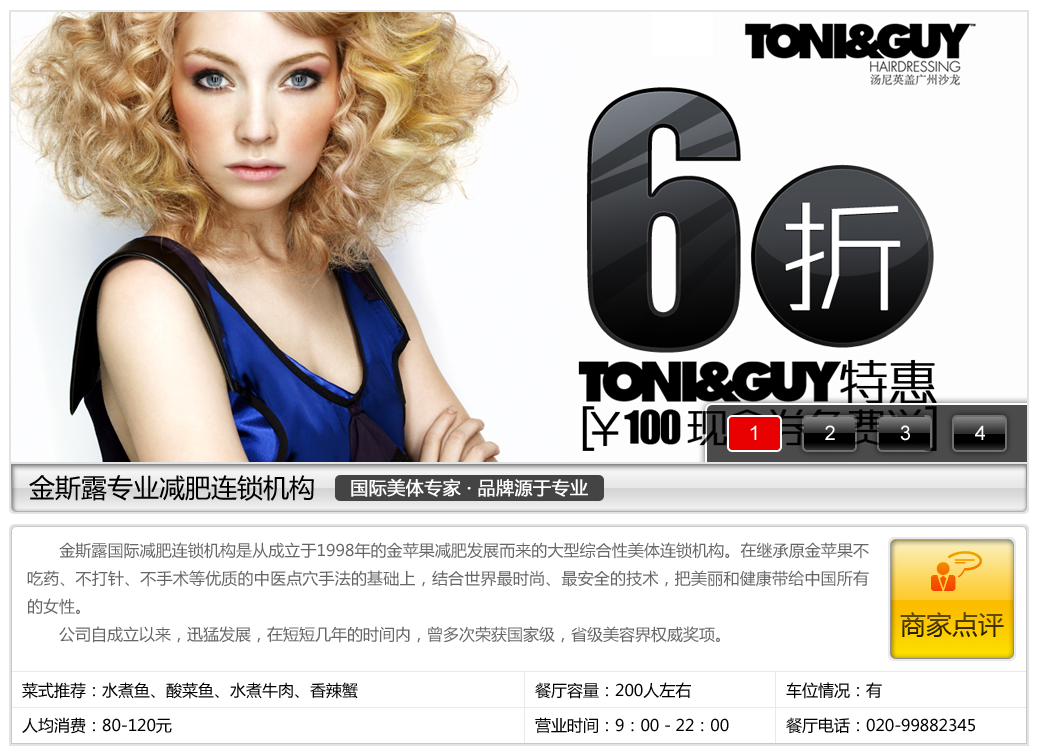 TONI&GUY™
HAIRDRESSING
汤尼英盖广州沙龙
6折
TONI&GUY特惠
[¥100 现金券免费送]
1 2 3 4
金斯露专业减肥连锁机构 国际美体专家 · 品牌源于专业
金斯露国际减肥连锁机构是从成立于1998年的金苹果减肥发展而来的大型综合性美体连锁机构。在继承原金苹果不
吃药、不打针、不手术等优质的中医点穴手法的基础上，结合世界最时尚、最安全的技术，把美丽和健康带给中国所有
的女性。
公司自成立以来，迅猛发展，在短短几年的时间内，曾多次荣获国家级，省级美容界权威奖项。
商家点评
菜式推荐：水煮鱼、酸菜鱼、水煮牛肉、香辣蟹 餐厅容量：200人左右 车位情况：有
人均消费：80-120元 营业时间：9：00 - 22：00 餐厅电话：020-99882345